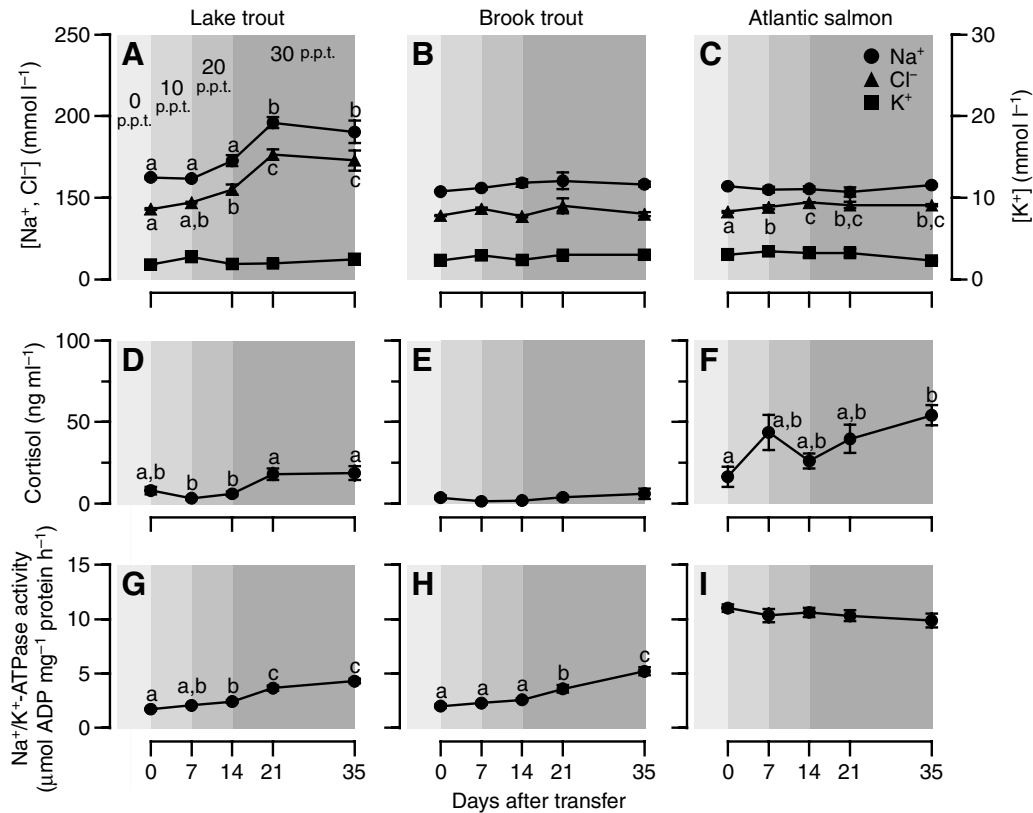 Lake trout
Brook trout
Atlantic salmon
[Na⁺, Cl⁻] (mmol l⁻¹)
250
200
150
0
A
0
p.p.t.
10
p.p.t.
20
p.p.t.
30 p.p.t.
a
a
a
b
b
a
a,b
b
c
c
B
C
Na⁺
Cl⁻
K⁺
a
b
c
b,c
b,c
30
20
10
0
[K⁺] (mmol l⁻¹)
Cortisol (ng ml⁻¹)
100
50
0
D
a,b
b
b
a
a
E
F
a
a,b
a,b
a,b
b
Na⁺/K⁺-ATPase activity
(μmol ADP mg⁻¹ protein h⁻¹)
15
10
5
0
G
a
a,b
b
c
c
H
a
a
a
b
c
I
0 7 14 21 35
0 7 14 21 35
0 7 14 21 35
Days after transfer